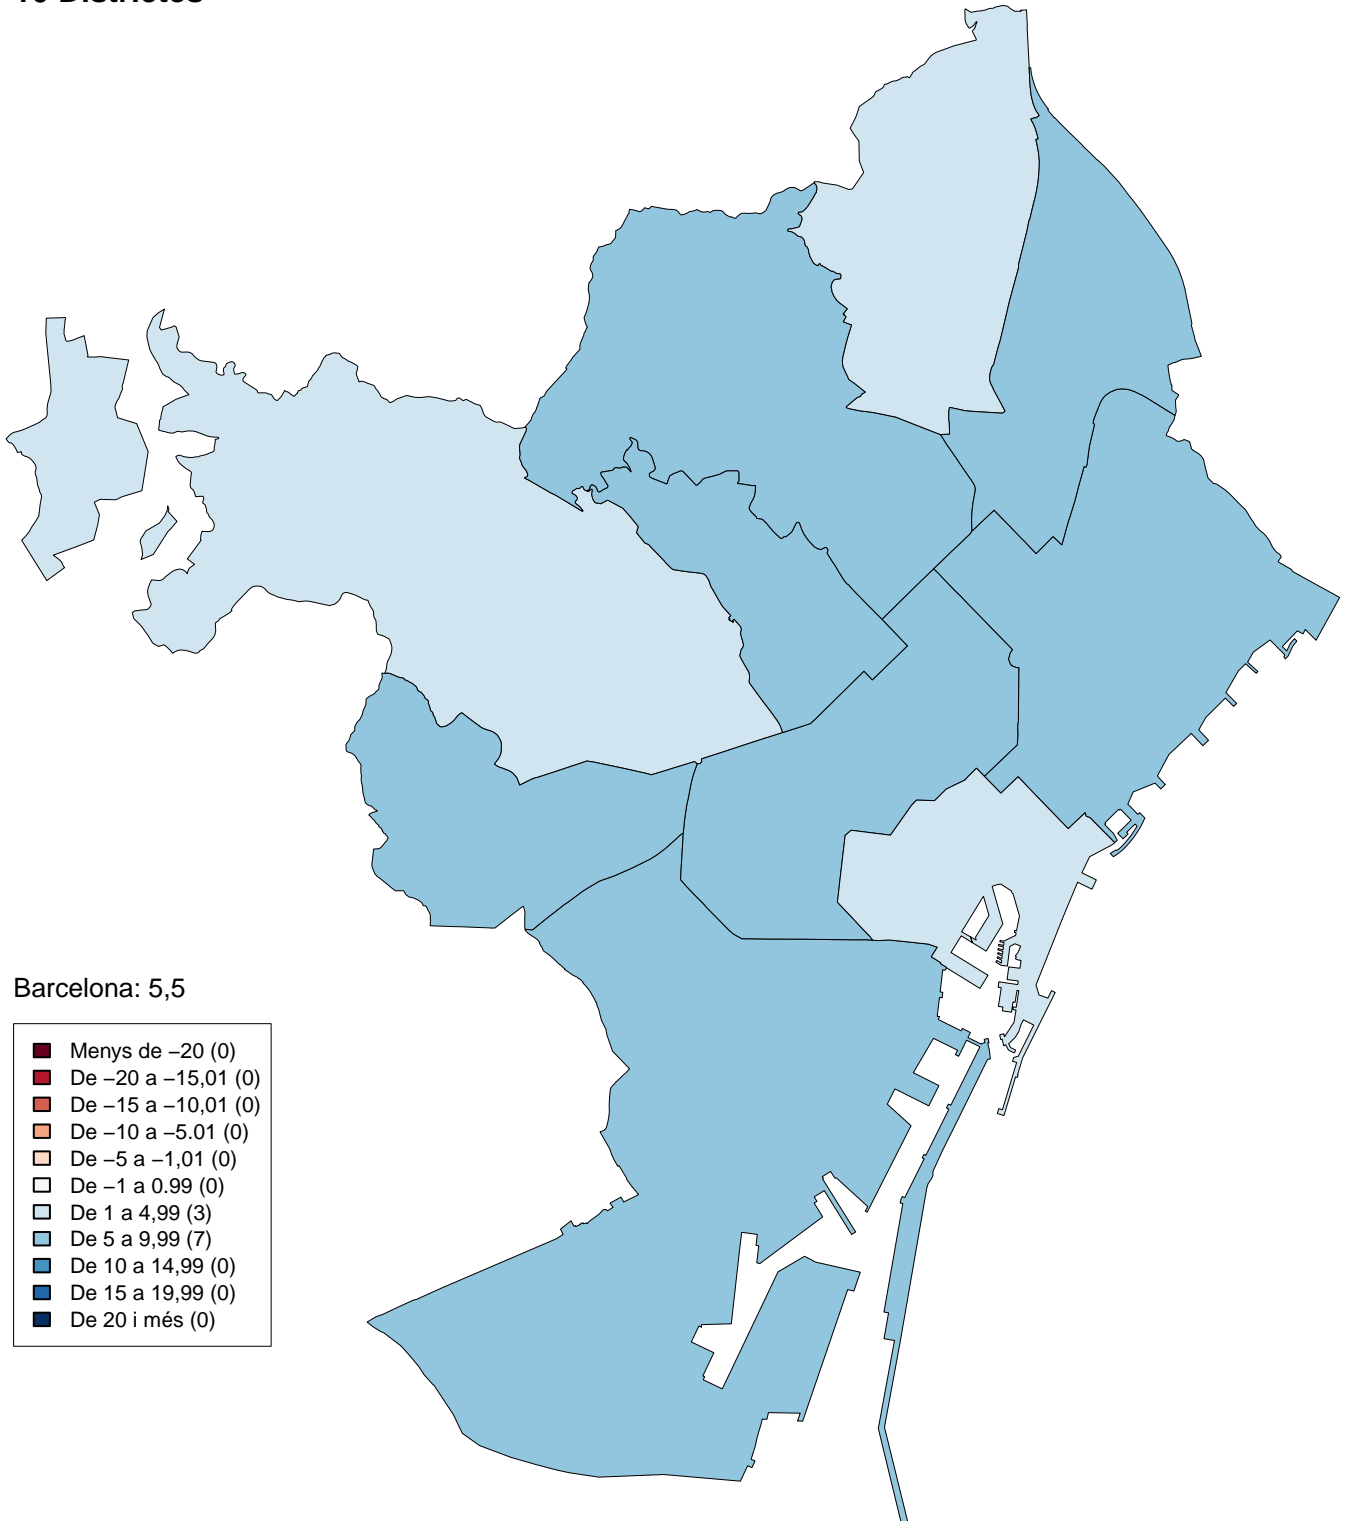 10 Districtes
Barcelona: 5,5
Menys de −20 (0)
De −20 a −15,01 (0)
De −15 a −10,01 (0)
De −10 a −5.01 (0)
De −5 a −1,01 (0)
De −1 a 0.99 (0)
De 1 a 4,99 (3)
De 5 a 9,99 (7)
De 10 a 14,99 (0)
De 15 a 19,99 (0)
De 20 i més (0)